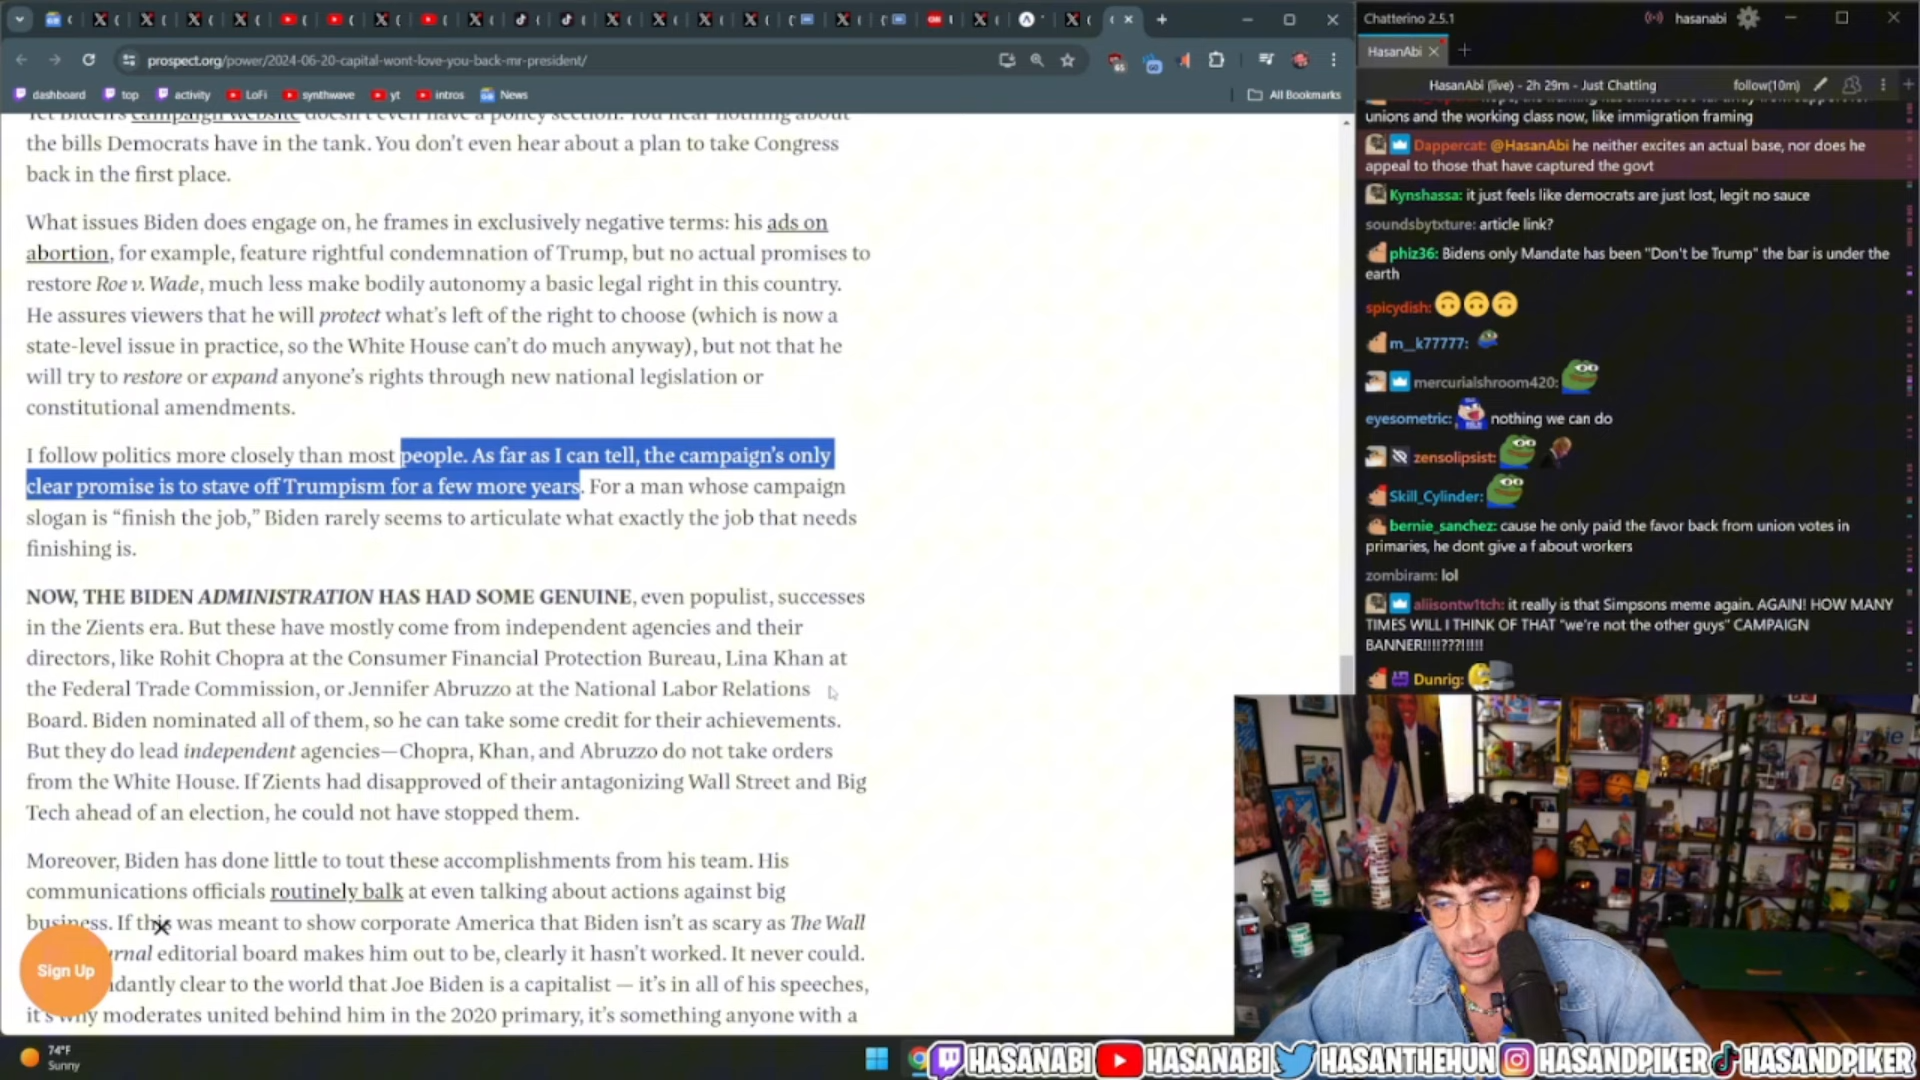 Chatterino 2.5.1
hasanabi
prospect.org/power/2024-06-20-capital-wont-love-you-back-mr-president/
HasanAbi
dashboard top activity LoFi synthwave yt intros News All Bookmarks
HasanAbi (live) - 2h 29m - Just Chatting follow(10m)
the bills Democrats have in the tank. You don't even hear about a plan to take Congress
back in the first place.
What issues Biden does engage on, he frames in exclusively negative terms: his ads on
abortion, for example, feature rightful condemnation of Trump, but no actual promises to
restore Roe v. Wade, much less make bodily autonomy a basic legal right in this country.
He assures viewers that he will protect what's left of the right to choose (which is now a
state-level issue in practice, so the White House can't do much anyway), but not that he
will try to restore or expand anyone's rights through new national legislation or
constitutional amendments.
I follow politics more closely than most people. As far as I can tell, the campaign's only
clear promise is to stave off Trumpism for a few more years. For a man whose campaign
slogan is “finish the job,” Biden rarely seems to articulate what exactly the job that needs
finishing is.
NOW, THE BIDEN ADMINISTRATION HAS HAD SOME GENUINE, even populist, successes
in the Zients era. But these have mostly come from independent agencies and their
directors, like Rohit Chopra at the Consumer Financial Protection Bureau, Lina Khan at
the Federal Trade Commission, or Jennifer Abruzzo at the National Labor Relations
Board. Biden nominated all of them, so he can take some credit for their achievements.
But they do lead independent agencies—Chopra, Khan, and Abruzzo do not take orders
from the White House. If Zients had disapproved of their antagonizing Wall Street and Big
Tech ahead of an election, he could not have stopped them.
Moreover, Biden has done little to tout these accomplishments from his team. His
communications officials routinely balk at even talking about actions against big
business. If this was meant to show corporate America that Biden isn't as scary as The Wall
rnal editorial board makes him out to be, clearly it hasn't worked. It never could.
dantly clear to the world that Joe Biden is a capitalist — it's in all of his speeches,
it's why moderates united behind him in the 2020 primary, it's something anyone with a
Sign Up
unions and the working class now, like immigration framing
Dappercat: @HasanAbi he neither excites an actual base, nor does he
appeal to those that have captured the govt
Kynshassa: it just feels like democrats are just lost, legit no sauce
soundsbytxture: article link?
phiz36: Bidens only Mandate has been "Don't be Trump" the bar is under the
earth
spicydish:
m__k77777:
mercurialshroom420:
eyesometric: nothing we can do
zensolipsist:
Skill_Cylinder:
bernie_sanchez: cause he only paid the favor back from union votes in
primaries, he dont give a f about workers
zombiram: lol
allisontw1tch: it really is that Simpsons meme again. AGAIN! HOW MANY
TIMES WILL I THINK OF THAT "we're not the other guys" CAMPAIGN
BANNER!!!!???!!!!!
Dunrig:
74°F
Sunny
HASANABI HASANABI HASANTHEHUN HASANDPIKER HASANDPIKER